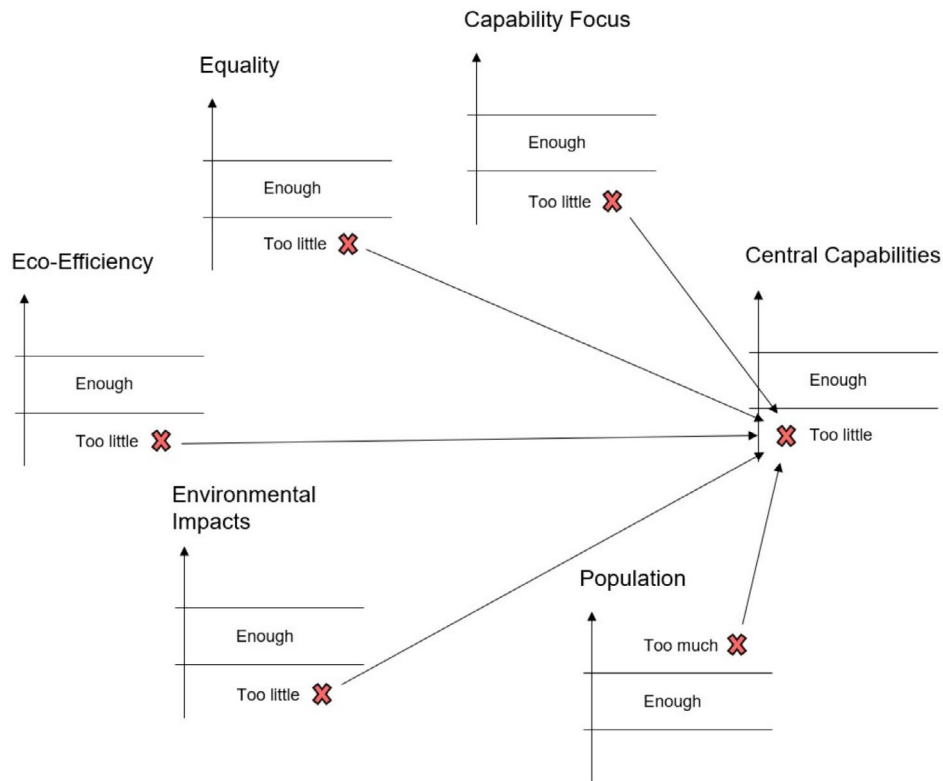 Capability Focus
Enough
Too little
Equality
Enough
Too little
Central Capabilities
Enough
Too little
Eco-Efficiency
Enough
Too little
Environmental
Impacts
Enough
Too little
Population
Too much
Enough